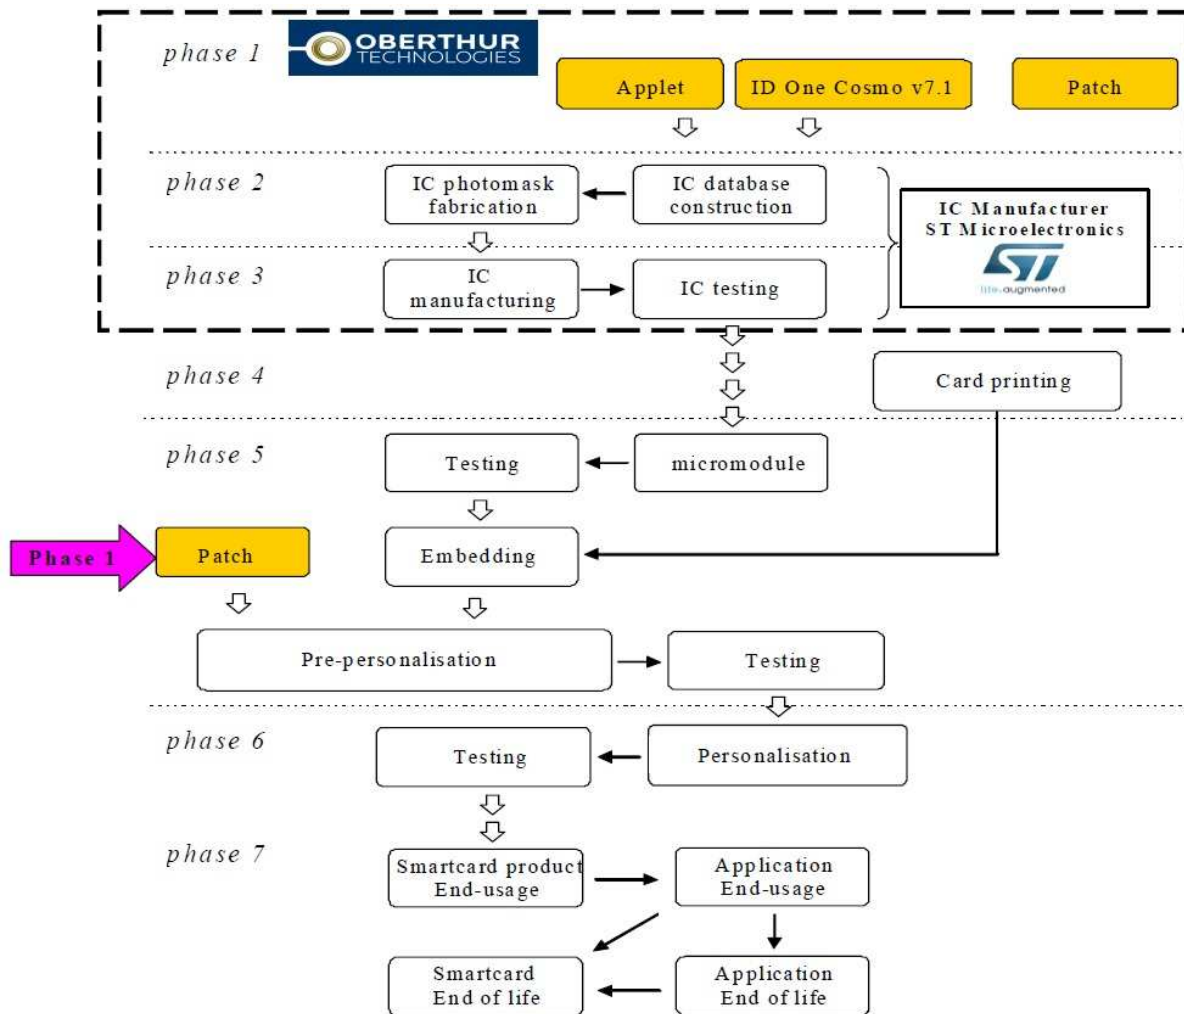 phase 1
OBERTHUR
TECHNOLOGIES
Applet
ID One Cosmo v7.1
Patch
phase 2
IC photomask
fabrication
IC database
construction
IC Manufacturer
ST Microelectronics
ST
life.augmented
phase 3
IC
manufacturing
IC testing
phase 4
Card printing
phase 5
Testing
micromodule
Phase 1
Patch
Embedding
Pre-personalisation
Testing
phase 6
Testing
Personalisation
phase 7
Smartcard product
End-usage
Application
End-usage
Smartcard
End of life
Application
End of life